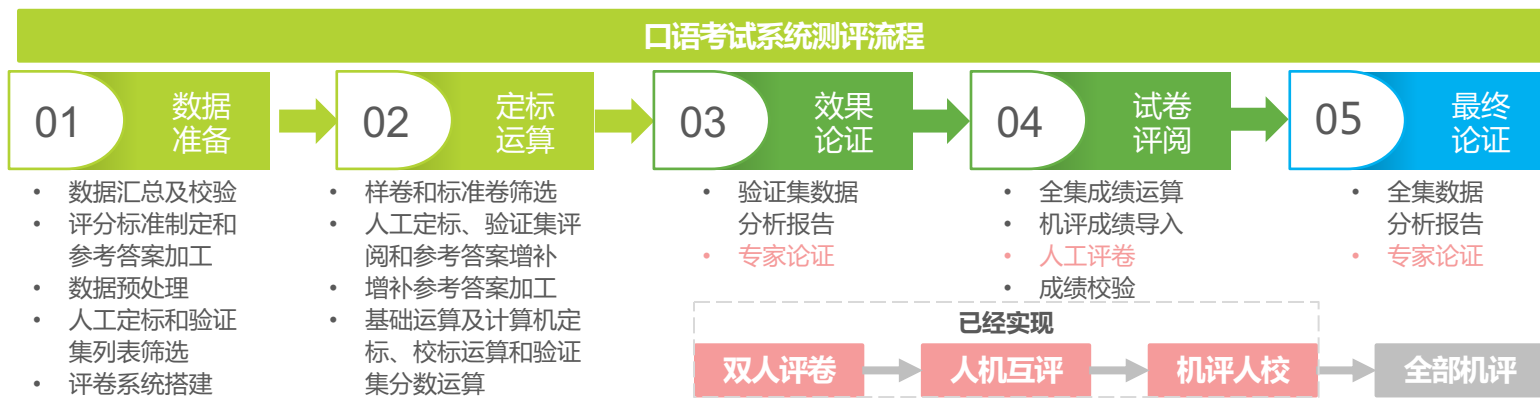 口语考试系统测评流程
01
数据
准备
• 数据汇总及校验
• 评分标准制定和
参考答案加工
• 数据预处理
• 人工定标和验证
集列表筛选
• 评卷系统搭建
02
定标
运算
• 样卷和标准卷筛选
• 人工定标、验证集评
阅和参考答案增补
• 增补参考答案加工
• 基础运算及计算机定
标、校标运算和验证
集分数运算
03
效果
论证
• 验证集数据
分析报告
• 专家论证
04
试卷
评阅
• 全集成绩运算
• 机评成绩导入
• 人工评卷
• 成绩校验
05
最终
论证
• 全集数据
分析报告
• 专家论证
已经实现
双人评卷
人机互评
机评人校
全部机评